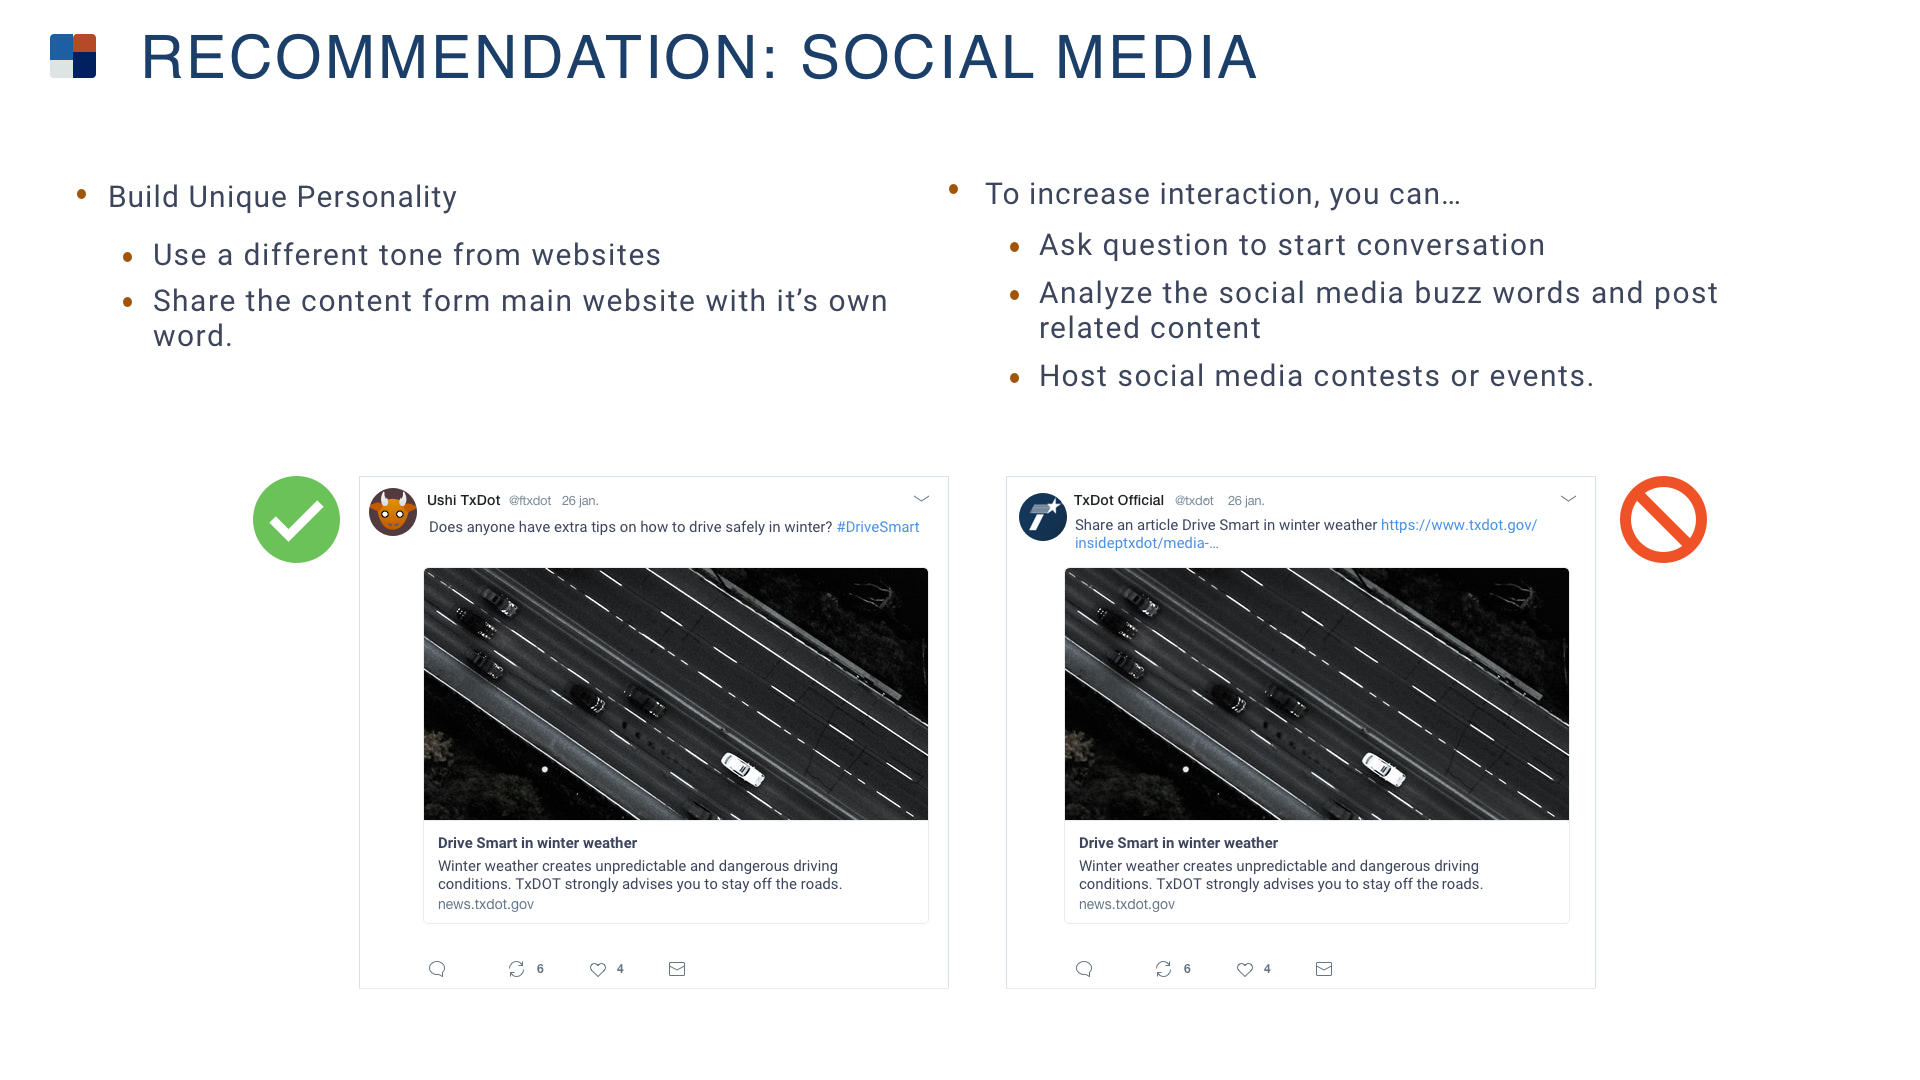 RECOMMENDATION: SOCIAL MEDIA
Build Unique Personality
Use a different tone from websites
Share the content form main website with it’s own
word.
To increase interaction, you can…
Ask question to start conversation
Analyze the social media buzz words and post
related content
Host social media contests or events.
Ushi TxDot @ftxdot 26 jan.
Does anyone have extra tips on how to drive safely in winter? #DriveSmart
Drive Smart in winter weather
Winter weather creates unpredictable and dangerous driving
conditions. TxDOT strongly advises you to stay off the roads.
news.txdot.gov
6 4
TxDot Official @txdot 26 jan.
Share an article Drive Smart in winter weather https://www.txdot.gov/
insideptxdot/media-…
Drive Smart in winter weather
Winter weather creates unpredictable and dangerous driving
conditions. TxDOT strongly advises you to stay off the roads.
news.txdot.gov
6 4